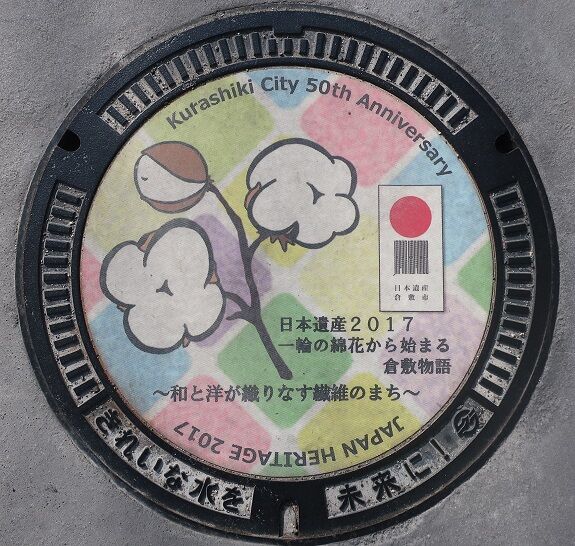 Kurashiki City 50th Anniversary
日本遺産
倉敷市
日本遺産２０１７
一輪の綿花から始まる
倉敷物語
～和と洋が織りなす繊維のまち～
JAPAN HERITAGE 2017
きれいな水を
未来に！